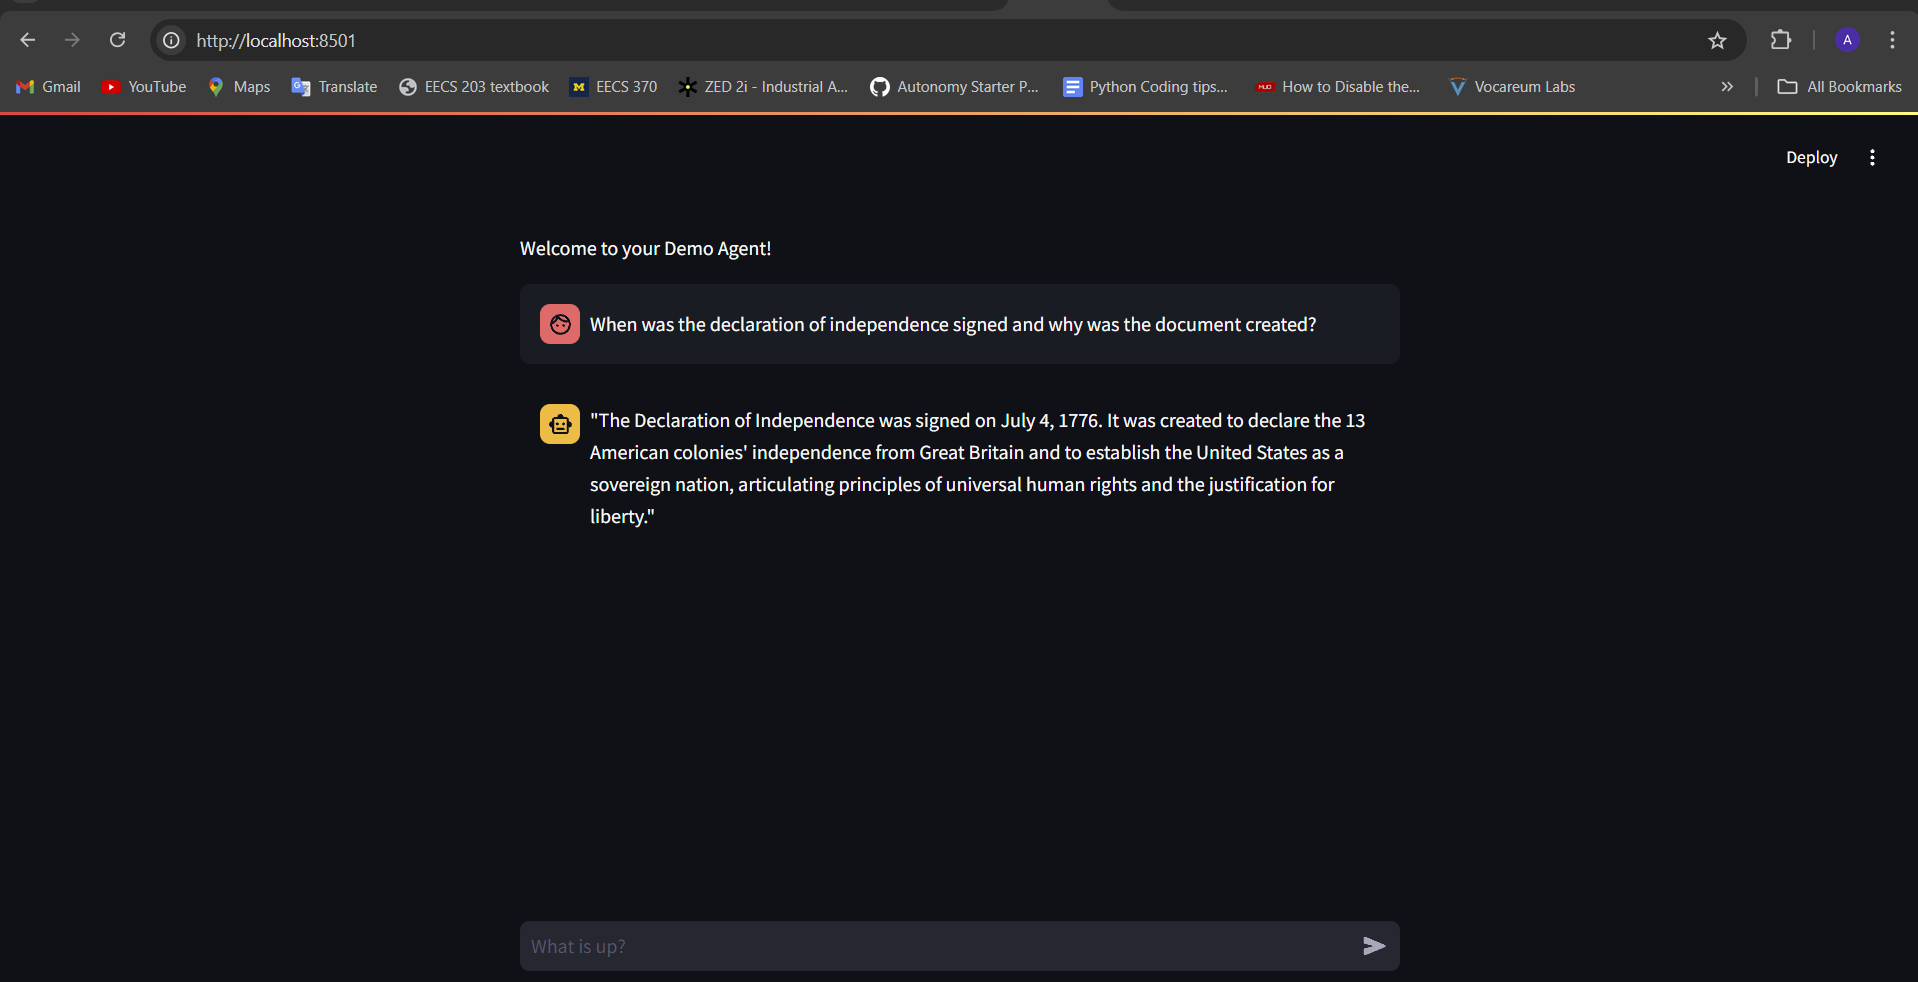 http://localhost:8501
A
Gmail YouTube Maps Translate EECS 203 textbook M EECS 370 ZED 2i - Industrial A... Autonomy Starter P... Python Coding tips... MUD How to Disable the... Vocareum Labs » All Bookmarks
Deploy
Welcome to your Demo Agent!
When was the declaration of independence signed and why was the document created?
"The Declaration of Independence was signed on July 4, 1776. It was created to declare the 13
American colonies' independence from Great Britain and to establish the United States as a
sovereign nation, articulating principles of universal human rights and the justification for
liberty."
What is up?